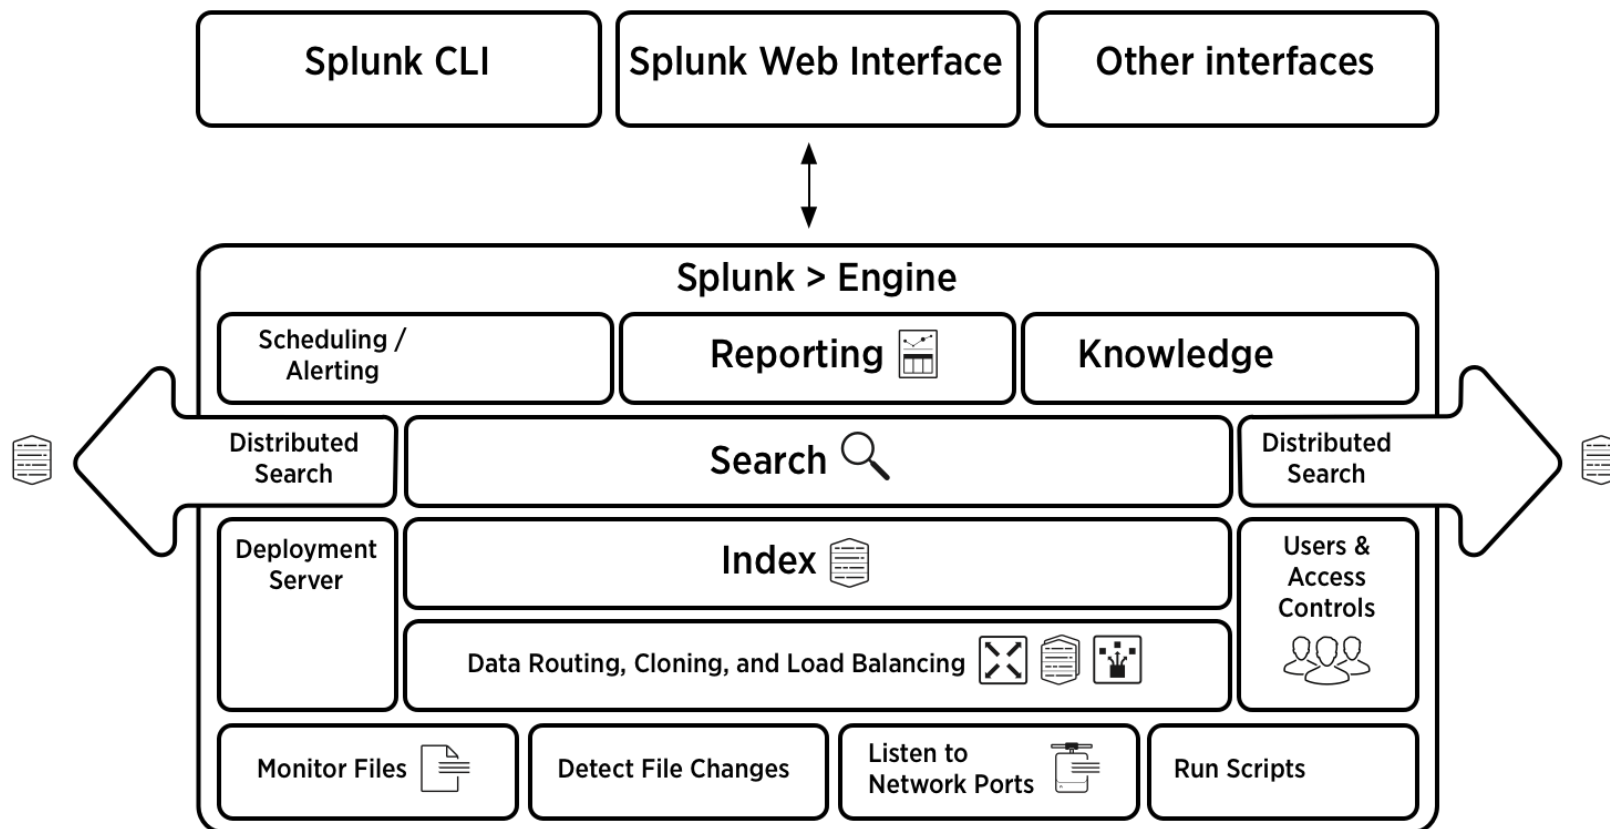 Splunk CLI
Splunk Web Interface
Other interfaces
Splunk > Engine
Scheduling /
Alerting
Reporting
Knowledge
Distributed
Search
Search
Distributed
Search
Deployment
Server
Index
Users &
Access
Controls
Data Routing, Cloning, and Load Balancing
Monitor Files
Detect File Changes
Listen to
Network Ports
Run Scripts